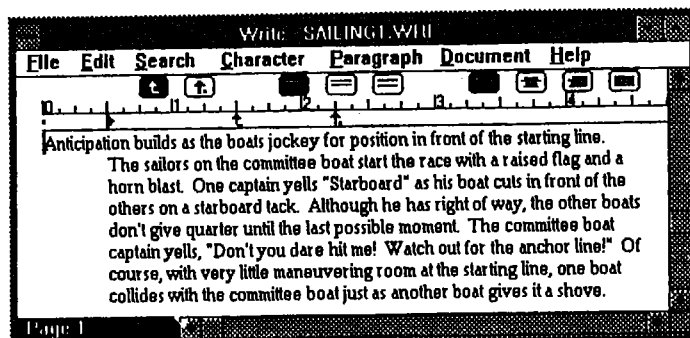 Write - SAILING1.WRI
File Edit Search Character Paragraph Document Help
0 1 2 3 4
Anticipation builds as the boats jockey for position in front of the starting line.
The sailors on the committee boat start the race with a raised flag and a
horn blast. One captain yells "Starboard" as his boat cuts in front of the
others on a starboard tack. Although he has right of way, the other boats
don't give quarter until the last possible moment. The committee boat
captain yells, "Don't you dare hit me! Watch out for the anchor line!" Of
course, with very little maneuvering room at the starting line, one boat
collides with the committee boat just as another boat gives it a shove.
Page 1